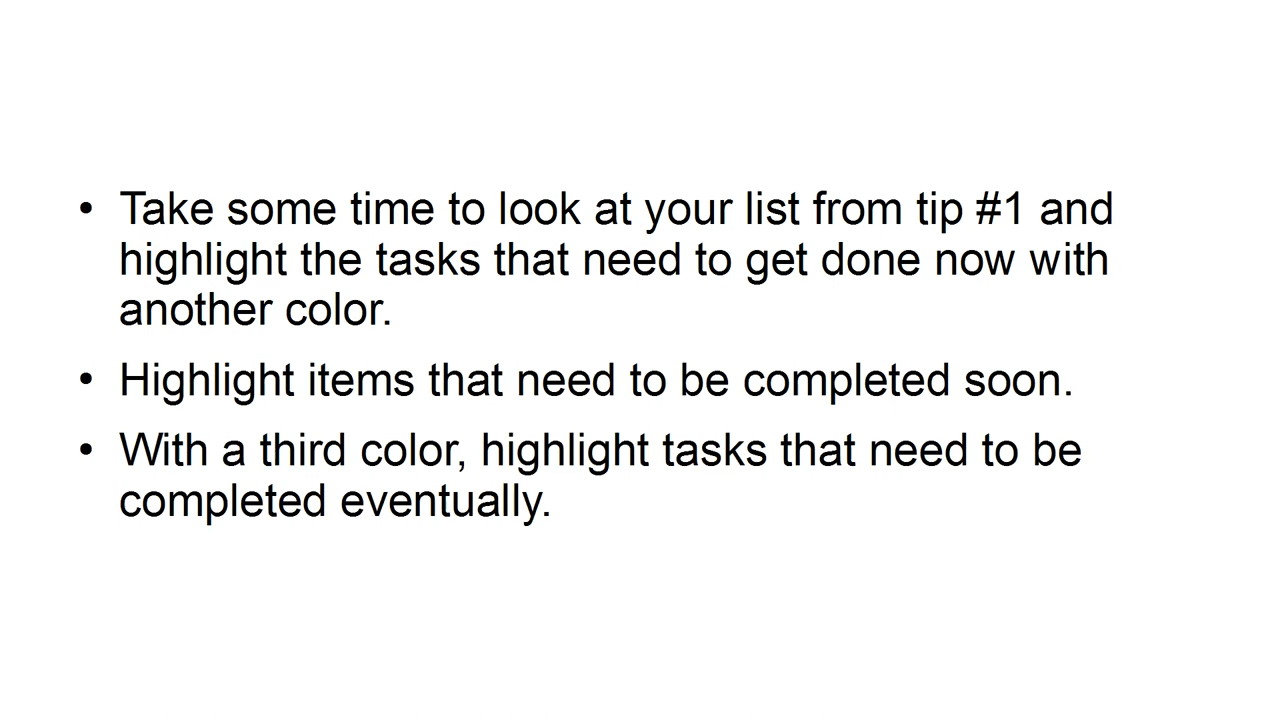 • Take some time to look at your list from tip #1 and
highlight the tasks that need to get done now with
another color.
• Highlight items that need to be completed soon.
• With a third color, highlight tasks that need to be
completed eventually.